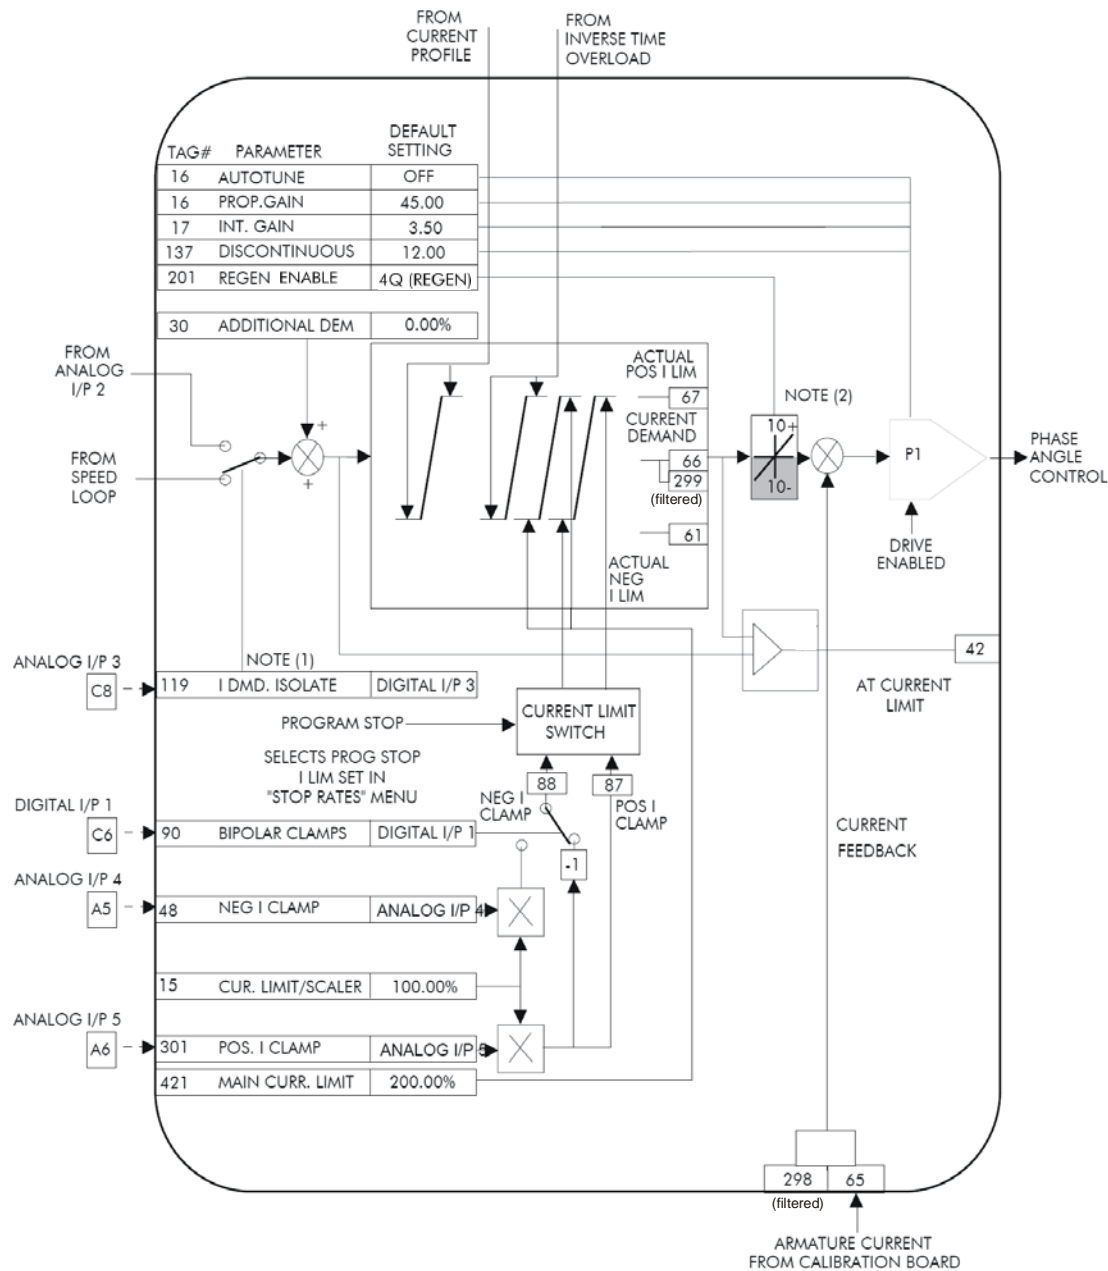 FROM
CURRENT
PROFILE
FROM
INVERSE TIME
OVERLOAD
TAG# PARAMETER DEFAULT
SETTING
16 AUTOTUNE OFF
16 PROP.GAIN 45.00
17 INT. GAIN 3.50
137 DISCONTINUOUS 12.00
201 REGEN ENABLE 4Q (REGEN)
30 ADDITIONAL DEM 0.00%
FROM
ANALOG
I/P 2
FROM
SPEED
LOOP
+
+
ACTUAL
POS I LIM
67
CURRENT
DEMAND
66
299
(filtered)
61
ACTUAL
NEG
I LIM
NOTE (2)
10+
10-
P1
PHASE
ANGLE
CONTROL
DRIVE
ENABLED
42
AT CURRENT
LIMIT
ANALOG I/P 3
C8
NOTE (1)
119 I DMD. ISOLATE DIGITAL I/P 3
PROGRAM STOP
CURRENT LIMIT
SWITCH
SELECTS PROG STOP
I LIM SET IN
"STOP RATES" MENU
88
87
NEG I
CLAMP
POS I
CLAMP
DIGITAL I/P 1
C6
90 BIPOLAR CLAMPS DIGITAL I/P 1
-1
CURRENT
FEEDBACK
ANALOG I/P 4
A5
48 NEG I CLAMP ANALOG I/P 4
15 CUR. LIMIT/SCALER 100.00%
ANALOG I/P 5
A6
301 POS. I CLAMP ANALOG I/P 5
421 MAIN CURR. LIMIT 200.00%
298 65
(filtered)
ARMATURE CURRENT
FROM CALIBRATION BOARD